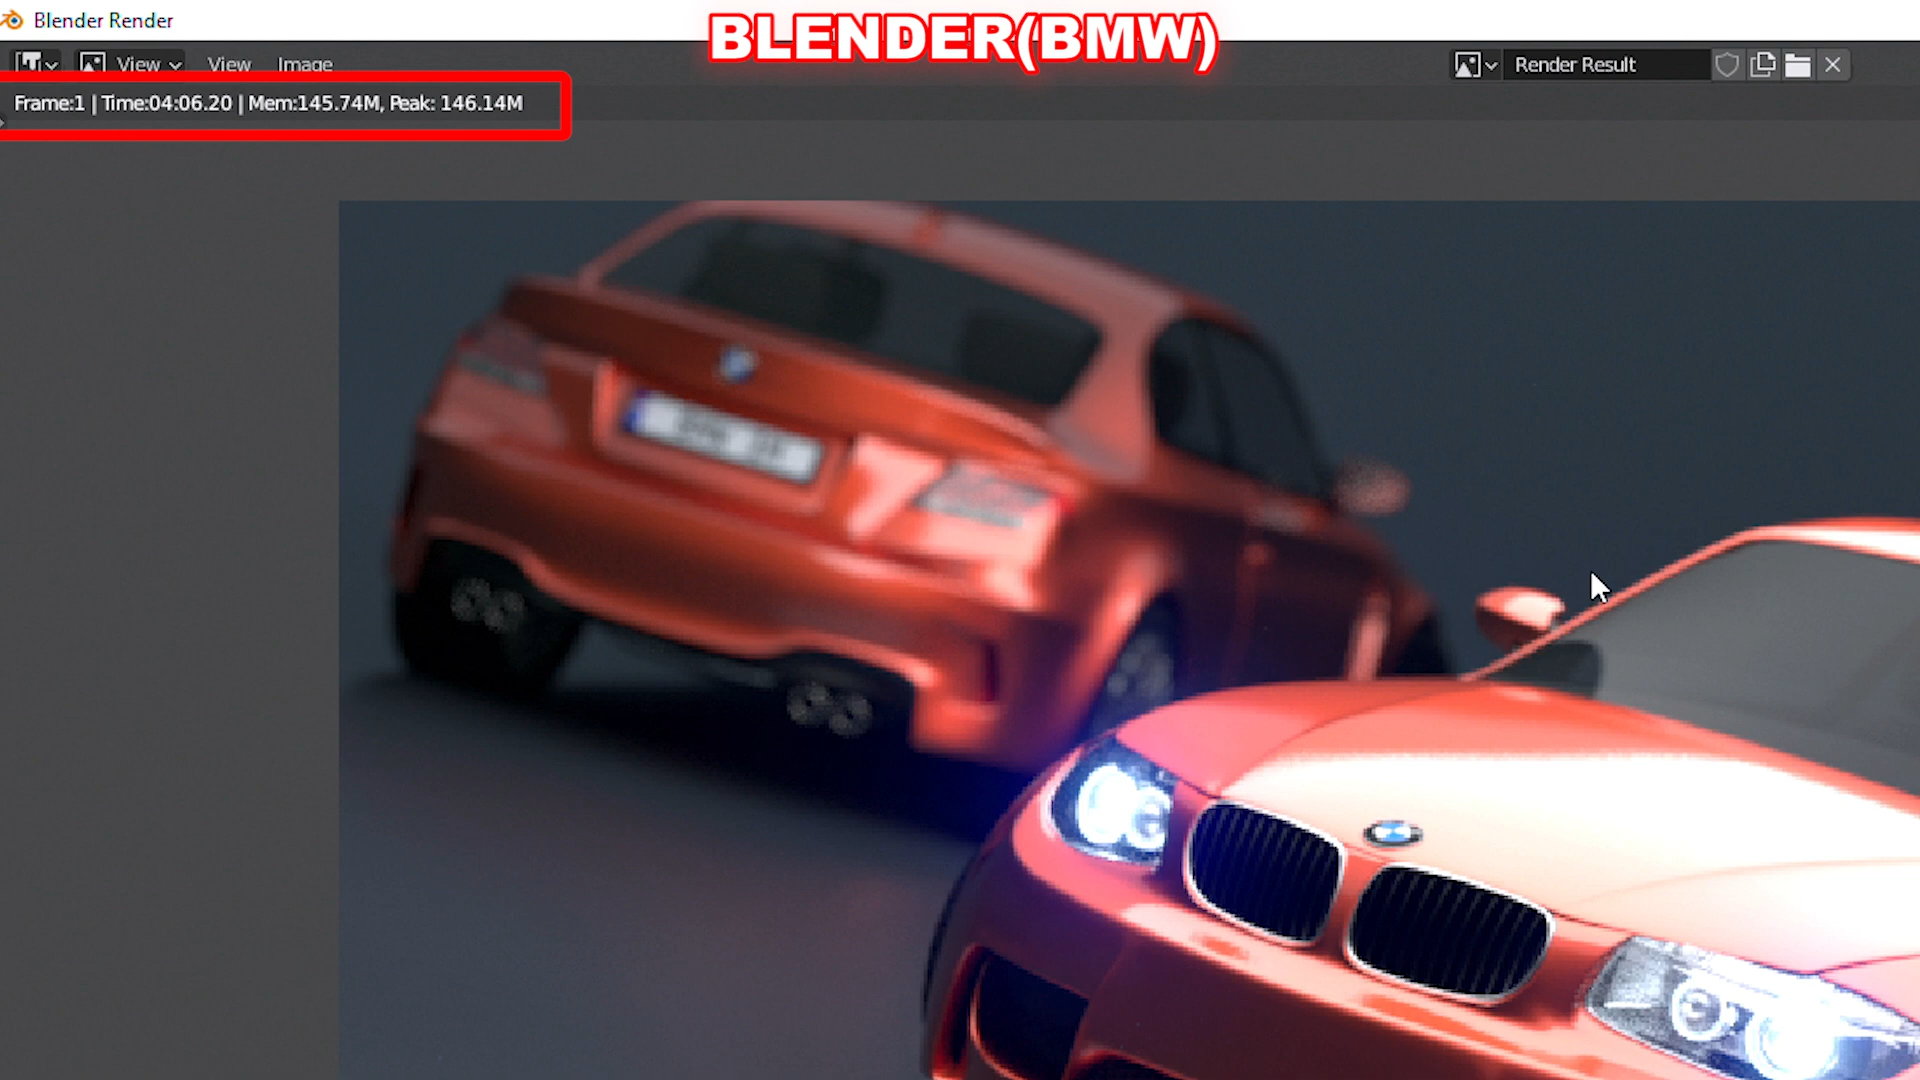 Blender Render
BLENDER(BMW)
View View Image
Render Result
Frame:1 | Time:04:06.20 | Mem:145.74M, Peak: 146.14M